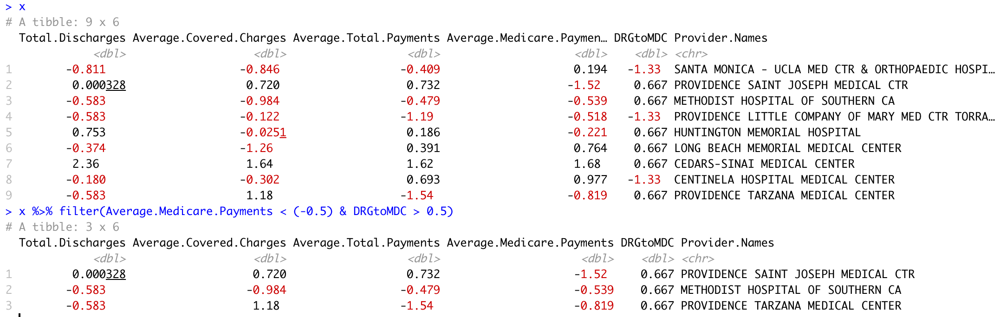 > x
# A tibble: 9 x 6
  Total.Discharges Average.Covered.Charges Average.Total.Payments Average.Medicare.Paymen… DRGtoMDC Provider.Names
             <dbl>                   <dbl>                  <dbl>                    <dbl>    <dbl> <chr>
1        -0.811                    -0.846                  -0.409                    0.194   -1.33  SANTA MONICA - UCLA MED CTR & ORTHOPAEDIC HOSPI…
2         0.000328                  0.720                   0.732                   -1.52     0.667 PROVIDENCE SAINT JOSEPH MEDICAL CTR
3        -0.583                    -0.984                  -0.479                   -0.539    0.667 METHODIST HOSPITAL OF SOUTHERN CA
4        -0.583                    -0.122                  -1.19                    -0.518   -1.33  PROVIDENCE LITTLE COMPANY OF MARY MED CTR TORRA…
5         0.753                    -0.0251                  0.186                   -0.221    0.667 HUNTINGTON MEMORIAL HOSPITAL
6        -0.374                    -1.26                    0.391                    0.764    0.667 LONG BEACH MEMORIAL MEDICAL CENTER
7         2.36                      1.64                    1.62                     1.68     0.667 CEDARS-SINAI MEDICAL CENTER
8        -0.180                    -0.302                   0.693                    0.977   -1.33  CENTINELA HOSPITAL MEDICAL CENTER
9        -0.583                     1.18                   -1.54                    -0.819    0.667 PROVIDENCE TARZANA MEDICAL CENTER
> x %>% filter(Average.Medicare.Payments < (-0.5) & DRGtoMDC > 0.5)
# A tibble: 3 x 6
  Total.Discharges Average.Covered.Charges Average.Total.Payments Average.Medicare.Payments DRGtoMDC Provider.Names
             <dbl>                   <dbl>                  <dbl>                     <dbl>    <dbl> <chr>
1         0.000328                   0.720                  0.732                    -1.52     0.667 PROVIDENCE SAINT JOSEPH MEDICAL CTR
2        -0.583                     -0.984                 -0.479                    -0.539    0.667 METHODIST HOSPITAL OF SOUTHERN CA
3        -0.583                      1.18                  -1.54                     -0.819    0.667 PROVIDENCE TARZANA MEDICAL CENTER